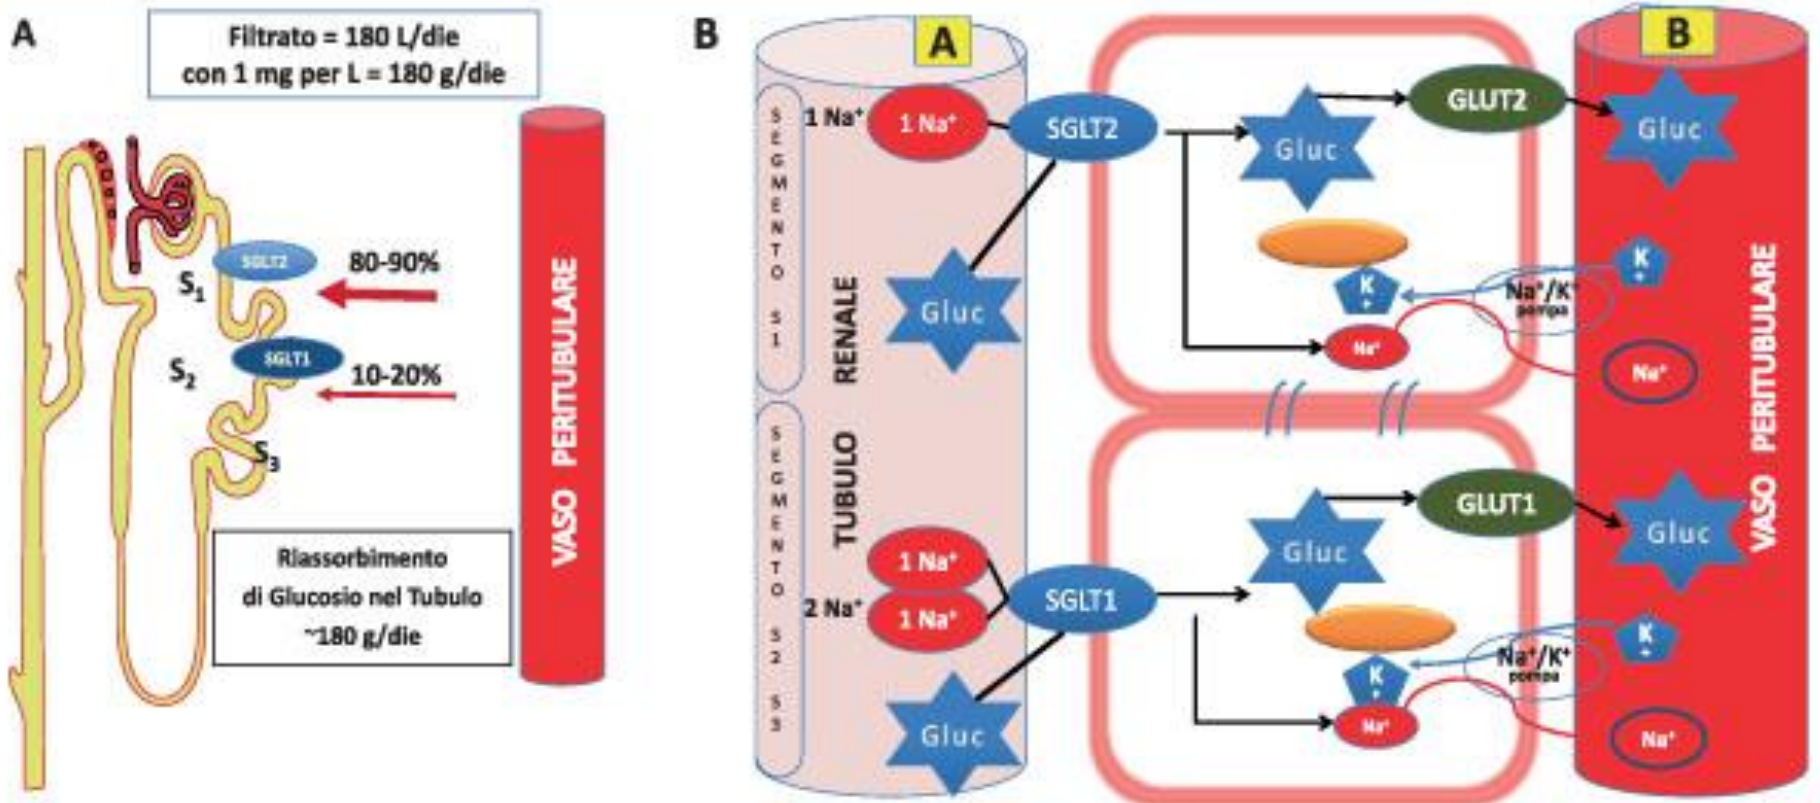 A
Filtrato = 180 L/die
con 1 mg per L = 180 g/die
SGLT2
80-90%
S1
SGLT1
S2
10-20%
S3
Riassorbimento
di Glucosio nel Tubulo
~180 g/die
VASO PERITUBULARE
B
A
SEGMENTO S1
1 Na+
1 Na+
SGLT2
Gluc
RENALE
TUBULO
Gluc
GLUT2
K+
Na+
Na+/K+
pompa
B
Gluc
K+
Na+
VASO PERITUBULARE
SEGMENTO S2 S3
1 Na+
2 Na+
1 Na+
SGLT1
Gluc
Gluc
GLUT1
K+
Na+
Na+/K+
pompa
Gluc
K+
Na+